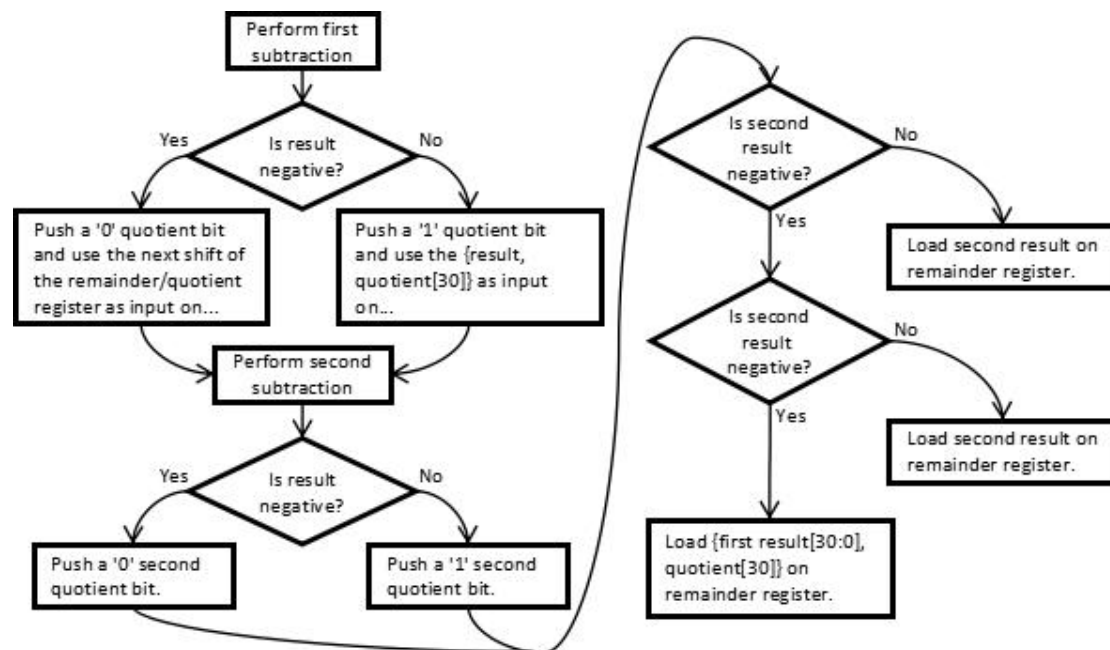 Perform first
subtraction
Is result
negative?
Yes
No
Push a '0' quotient bit
and use the next shift of
the remainder/quotient
register as input on...
Push a '1' quotient bit
and use the {result,
quotient[30]} as input
on...
Perform second
subtraction
Is result
negative?
Yes
No
Push a '0' second
quotient bit.
Push a '1' second
quotient bit.
Is second
result
negative?
No
Yes
Load second result on
remainder register.
Is second
result
negative?
No
Yes
Load second result on
remainder register.
Load {first result[30:0],
quotient[30]} on
remainder register.